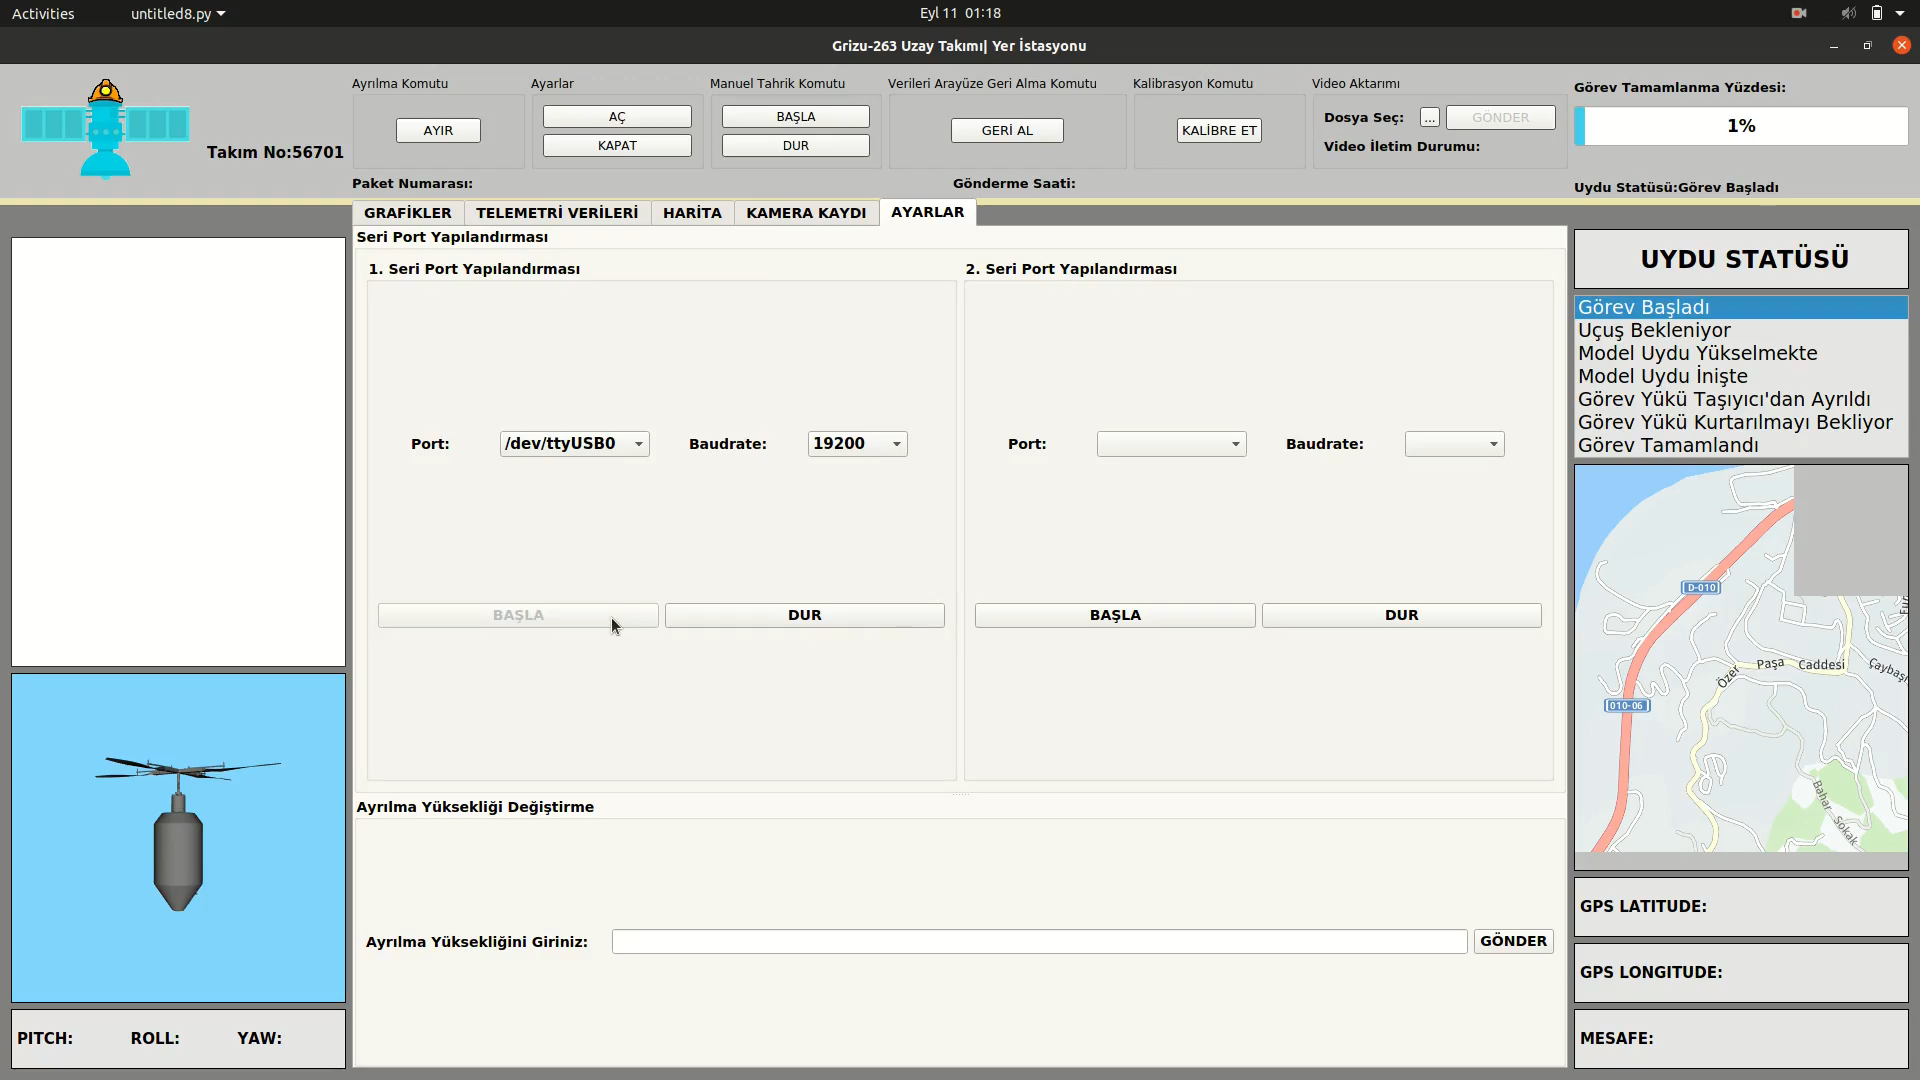 Activities
untitled8.py
Eyl 11 01:18
Grizu-263 Uzay Takımı| Yer İstasyonu
Takım No:56701
Ayrılma Komutu
AYIR
Ayarlar
AÇ
KAPAT
Manuel Tahrik Komutu
BAŞLA
DUR
Verileri Arayüze Geri Alma Komutu
GERİ AL
Kalibrasyon Komutu
KALİBRE ET
Video Aktarımı
Dosya Seç:
...
GÖNDER
Video İletim Durumu:
Görev Tamamlanma Yüzdesi:
1%
Paket Numarası:
Gönderme Saati:
Uydu Statüsü:Görev Başladı
GRAFİKLER
TELEMETRİ VERİLERİ
HARİTA
KAMERA KAYDI
AYARLAR
Seri Port Yapılandırması
1. Seri Port Yapılandırması
Port:
/dev/ttyUSB0
Baudrate:
19200
BAŞLA
DUR
2. Seri Port Yapılandırması
Port:
Baudrate:
BAŞLA
DUR
Ayrılma Yüksekliği Değiştirme
Ayrılma Yüksekliğini Giriniz:
GÖNDER
UYDU STATÜSÜ
Görev Başladı
Uçuş Bekleniyor
Model Uydu Yükselmekte
Model Uydu İnişte
Görev Yükü Taşıyıcı'dan Ayrıldı
Görev Yükü Kurtarılmayı Bekliyor
Görev Tamamlandı
D-010
010-06
Özer Paşa Caddesi
Çaybaşı
Bahar Sokak
GPS LATITUDE:
GPS LONGITUDE:
MESAFE:
PITCH:
ROLL:
YAW: